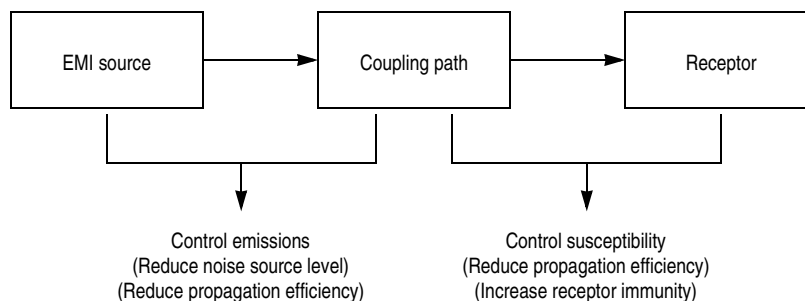 EMI source
Coupling path
Receptor
Control emissions
(Reduce noise source level)
(Reduce propagation efficiency)
Control susceptibility
(Reduce propagation efficiency)
(Increase receptor immunity)